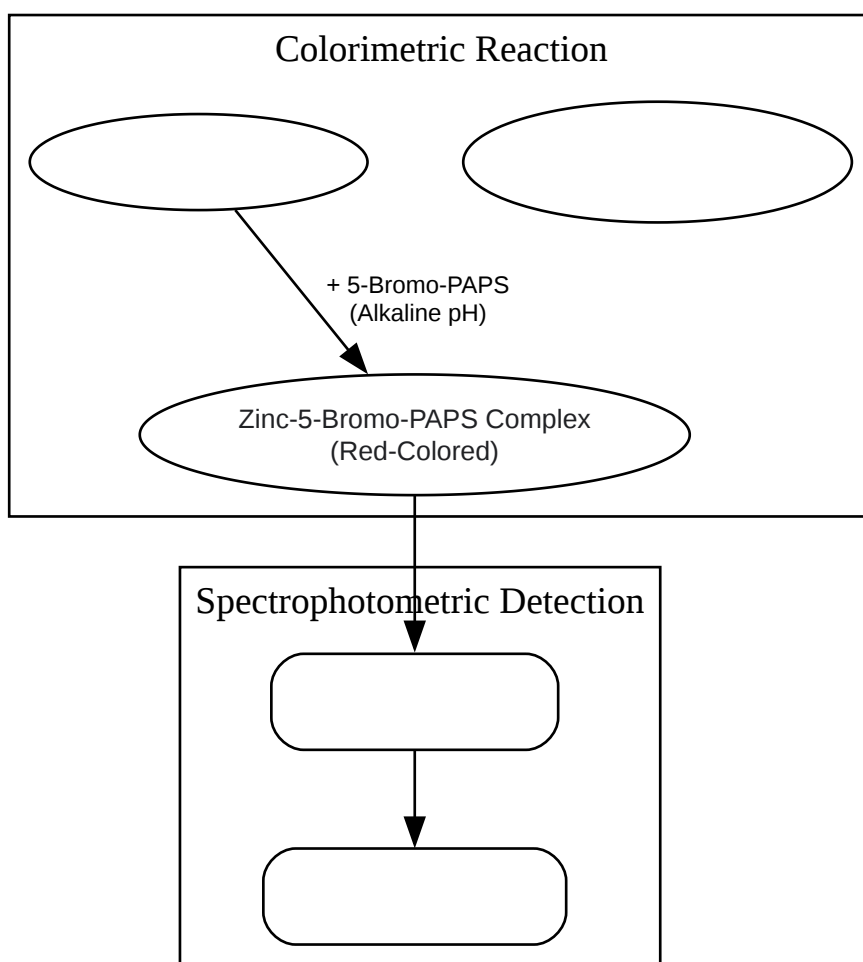 Colorimetric Reaction
+ 5-Bromo-PAPS
(Alkaline pH)
Zinc-5-Bromo-PAPS Complex
(Red-Colored)
Spectrophotometric Detection